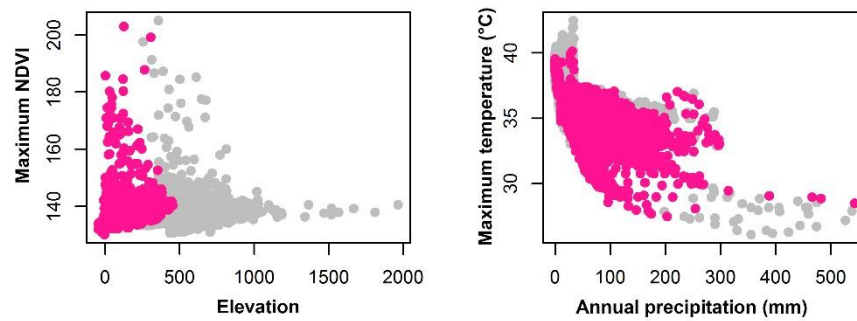 Maximum NDVI
200
180
160
140
0 500 1000 1500 2000
Elevation
Maximum temperature (°C)
40
35
30
0 100 200 300 400 500
Annual precipitation (mm)